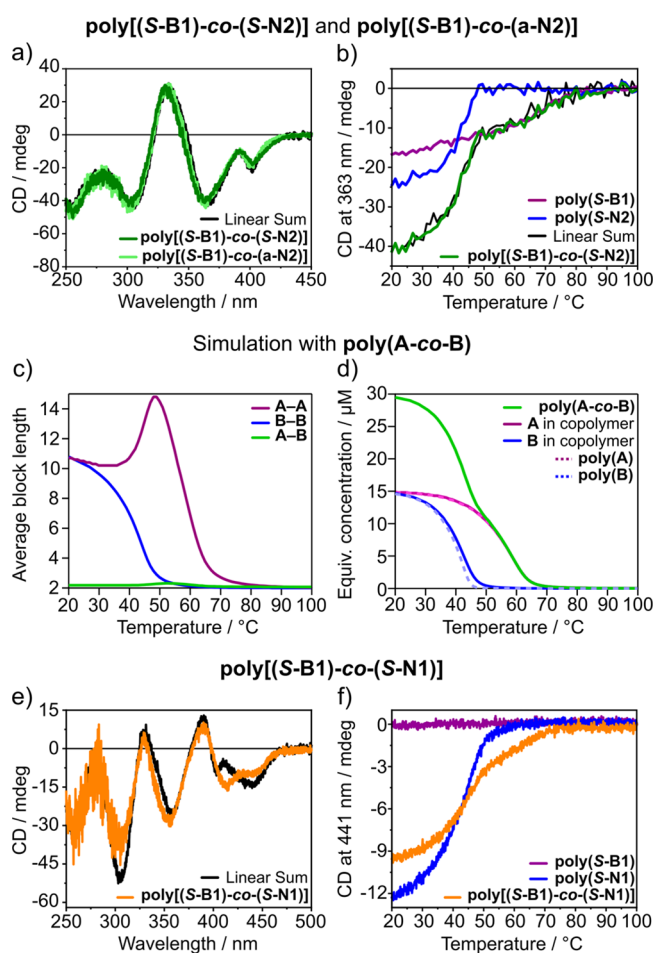 poly[(S-B1)-co-(S-N2)] and poly[(S-B1)-co-(a-N2)]
a)
40
20
0
-20
-40
-60
-80
CD / mdeg
250 300 350 400 450
Wavelength / nm
Linear Sum
poly[(S-B1)-co-(S-N2)]
poly[(S-B1)-co-(a-N2)]
b)
0
-10
-20
-30
-40
CD at 363 nm / mdeg
20 30 40 50 60 70 80 90 100
Temperature / °C
poly(S-B1)
poly(S-N2)
Linear Sum
poly[(S-B1)-co-(S-N2)]
Simulation with poly(A-co-B)
c)
14
12
10
8
6
4
2
Average block length
20 30 40 50 60 70 80 90 100
Temperature / °C
A–A
B–B
A–B
d)
30
25
20
15
10
5
0
Equiv. concentration / µM
20 30 40 50 60 70 80 90 100
Temperature / °C
poly(A-co-B)
A in copolymer
B in copolymer
poly(A)
poly(B)
poly[(S-B1)-co-(S-N1)]
e)
15
0
-15
-30
-45
-60
CD / mdeg
250 300 350 400 450 500
Wavelength / nm
Linear Sum
poly[(S-B1)-co-(S-N1)]
f)
0
-3
-6
-9
-12
CD at 441 nm / mdeg
20 30 40 50 60 70 80 90 100
Temperature / °C
poly(S-B1)
poly(S-N1)
poly[(S-B1)-co-(S-N1)]